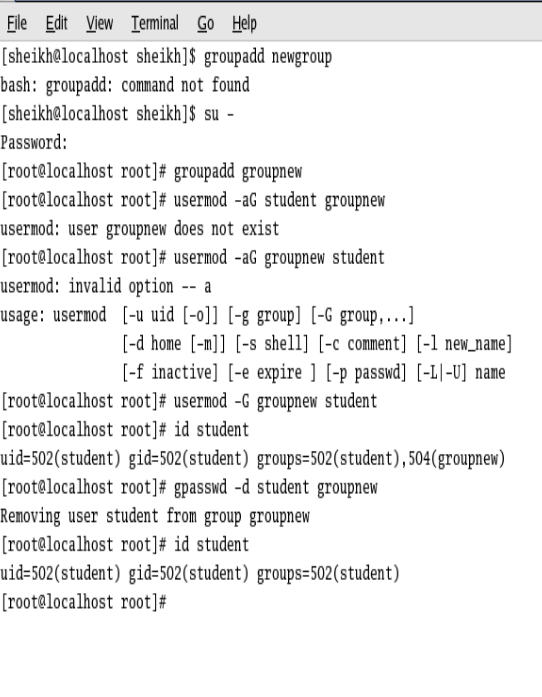 File Edit View Terminal Go Help
[sheikh@localhost sheikh]$ groupadd newgroup
bash: groupadd: command not found
[sheikh@localhost sheikh]$ su -
Password:
[root@localhost root]# groupadd groupnew
[root@localhost root]# usermod -aG student groupnew
usermod: user groupnew does not exist
[root@localhost root]# usermod -aG groupnew student
usermod: invalid option -- a
usage: usermod [-u uid [-o]] [-g group] [-G group,...]
[-d home [-m]] [-s shell] [-c comment] [-l new_name]
[-f inactive] [-e expire ] [-p passwd] [-L|-U] name
[root@localhost root]# usermod -G groupnew student
[root@localhost root]# id student
uid=502(student) gid=502(student) groups=502(student),504(groupnew)
[root@localhost root]# gpasswd -d student groupnew
Removing user student from group groupnew
[root@localhost root]# id student
uid=502(student) gid=502(student) groups=502(student)
[root@localhost root]#